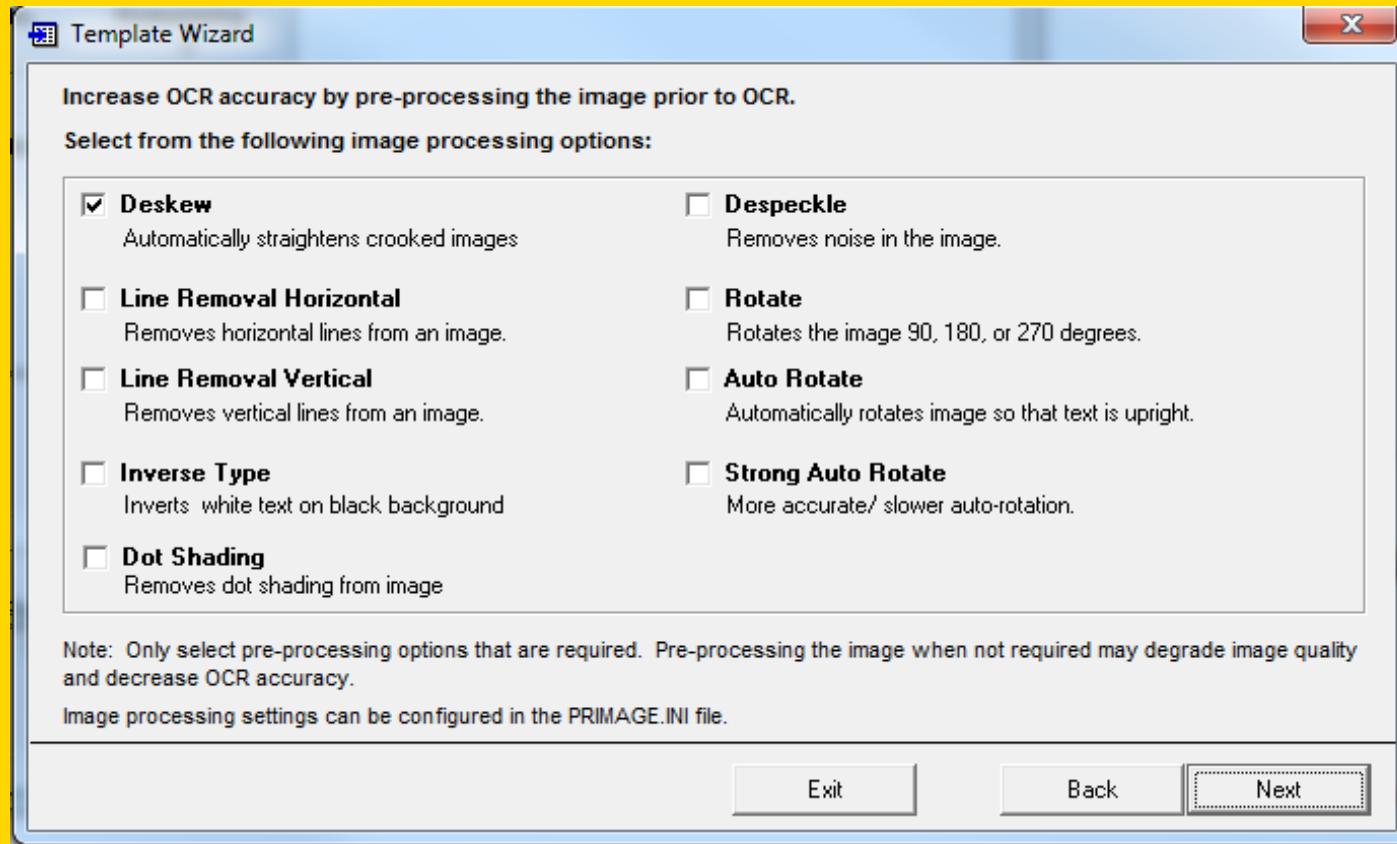 Template Wizard
Increase OCR accuracy by pre-processing the image prior to OCR.
Select from the following image processing options:
Deskew
Automatically straightens crooked images
Line Removal Horizontal
Removes horizontal lines from an image.
Line Removal Vertical
Removes vertical lines from an image.
Inverse Type
Inverts  white text on black background
Dot Shading
Removes dot shading from image
Despeckle
Removes noise in the image.
Rotate
Rotates the image 90, 180, or 270 degrees.
Auto Rotate
Automatically rotates image so that text is upright.
Strong Auto Rotate
More accurate/ slower auto-rotation.
Note:  Only select pre-processing options that are required.  Pre-processing the image when not required may degrade image quality
and decrease OCR accuracy.
Image processing settings can be configured in the PRIMAGE.INI file.
Exit
Back
Next